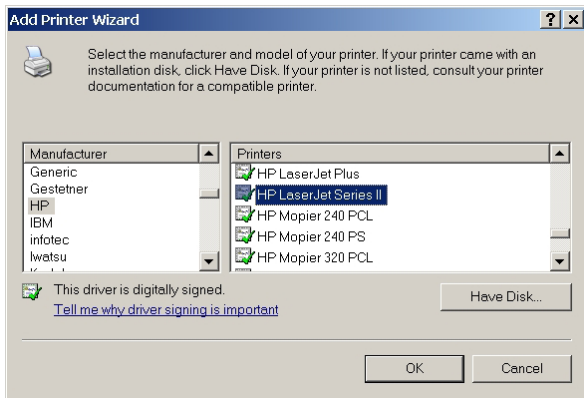 Add Printer Wizard
Select the manufacturer and model of your printer. If your printer came with an
installation disk, click Have Disk. If your printer is not listed, consult your printer
documentation for a compatible printer.
Manufacturer
Generic
Gestetner
HP
IBM
infotec
Iwatsu
Printers
HP LaserJet Plus
HP LaserJet Series II
HP Mopier 240 PCL
HP Mopier 240 PS
HP Mopier 320 PCL
This driver is digitally signed.
Tell me why driver signing is important
Have Disk...
OK
Cancel